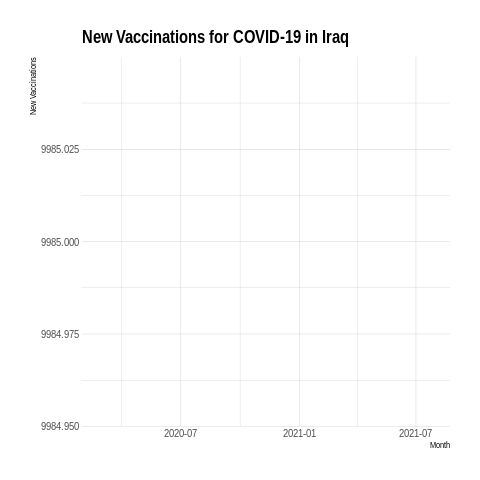 New Vaccinations for COVID-19 in Iraq
New Vaccinations
9985.025
9985.000
9984.975
9984.950
2020-07 2021-01 2021-07
Month